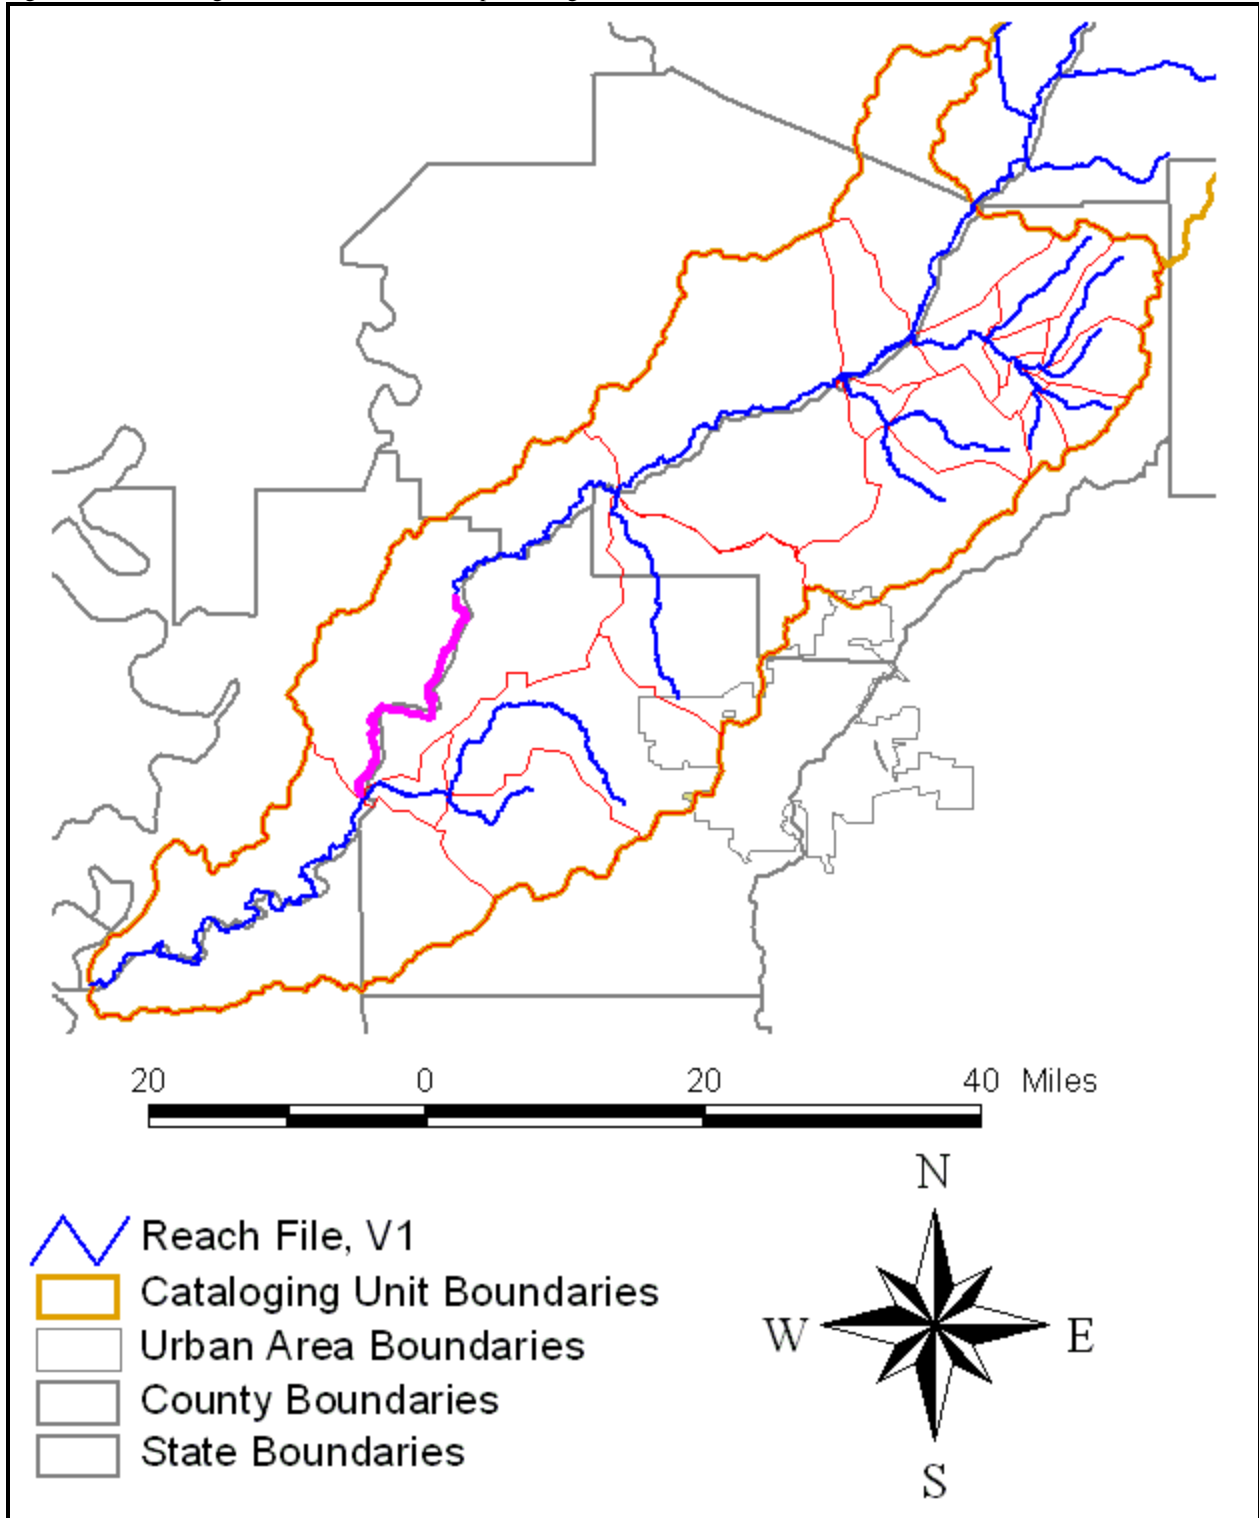 20 0 20 40 Miles
N
W E
S
Reach File, V1
Cataloging Unit Boundaries
Urban Area Boundaries
County Boundaries
State Boundaries